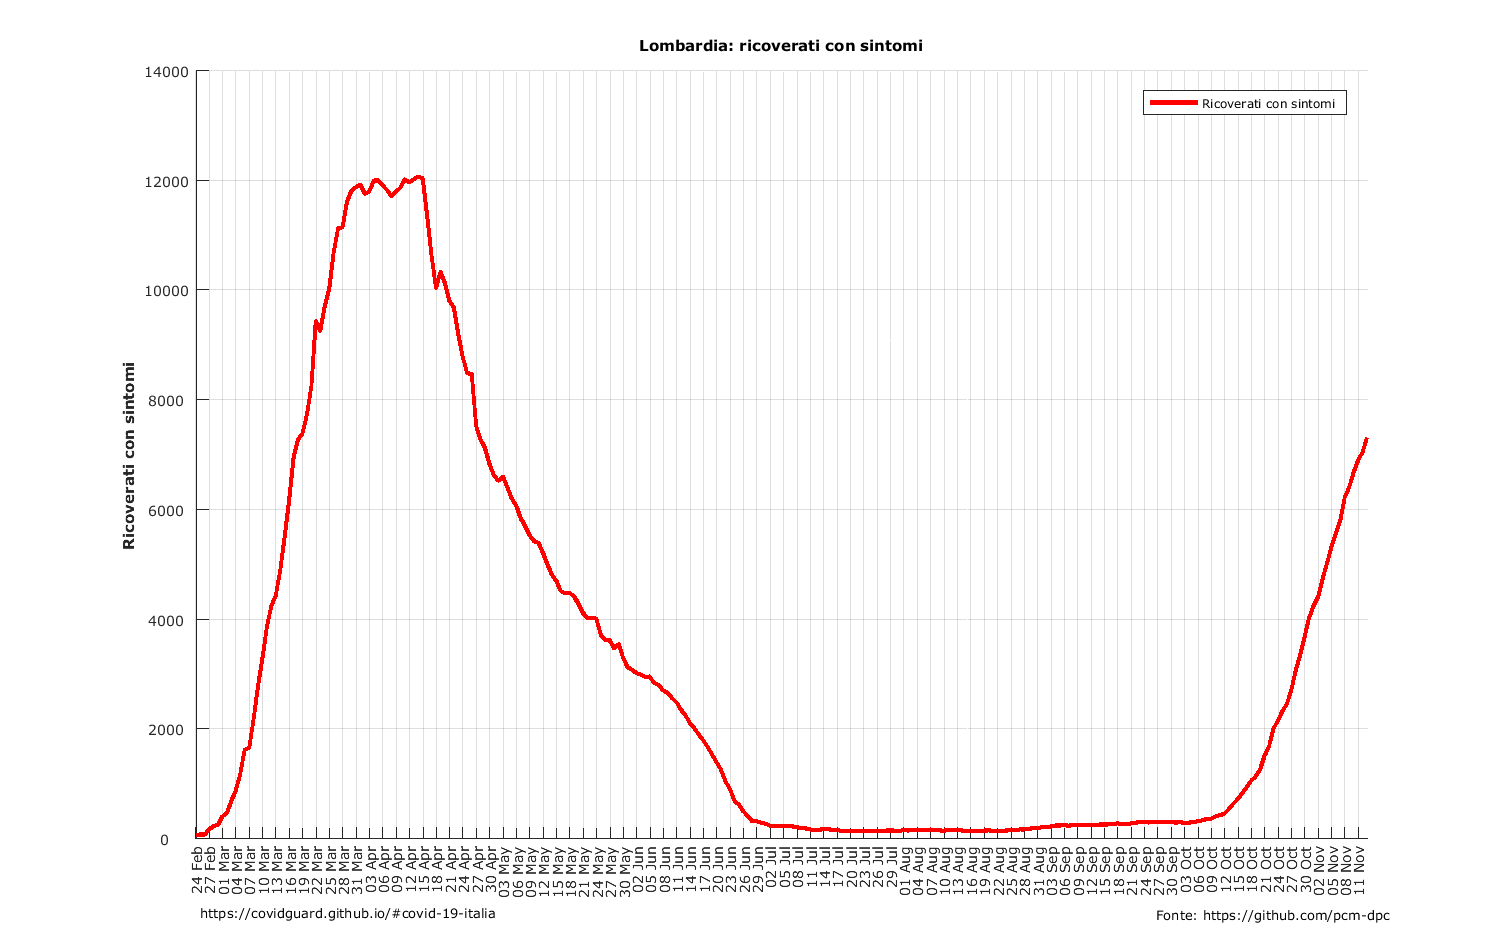 Lombardia: ricoverati con sintomi
Ricoverati con sintomi
Ricoverati con sintomi
14000
12000
10000
8000
6000
4000
2000
0
24 Feb
27 Feb
01 Mar
04 Mar
07 Mar
10 Mar
13 Mar
16 Mar
19 Mar
22 Mar
25 Mar
28 Mar
31 Mar
03 Apr
06 Apr
09 Apr
12 Apr
15 Apr
18 Apr
21 Apr
24 Apr
27 Apr
30 Apr
03 May
06 May
09 May
12 May
15 May
18 May
21 May
24 May
27 May
30 May
02 Jun
05 Jun
08 Jun
11 Jun
14 Jun
17 Jun
20 Jun
23 Jun
26 Jun
29 Jun
02 Jul
05 Jul
08 Jul
11 Jul
14 Jul
17 Jul
20 Jul
23 Jul
26 Jul
29 Jul
01 Aug
04 Aug
07 Aug
10 Aug
13 Aug
16 Aug
19 Aug
22 Aug
25 Aug
28 Aug
31 Aug
03 Sep
06 Sep
09 Sep
12 Sep
15 Sep
18 Sep
21 Sep
24 Sep
27 Sep
30 Sep
03 Oct
06 Oct
09 Oct
12 Oct
15 Oct
18 Oct
21 Oct
24 Oct
27 Oct
30 Oct
02 Nov
05 Nov
08 Nov
11 Nov
https://covidguard.github.io/#covid-19-italia
Fonte: https://github.com/pcm-dpc